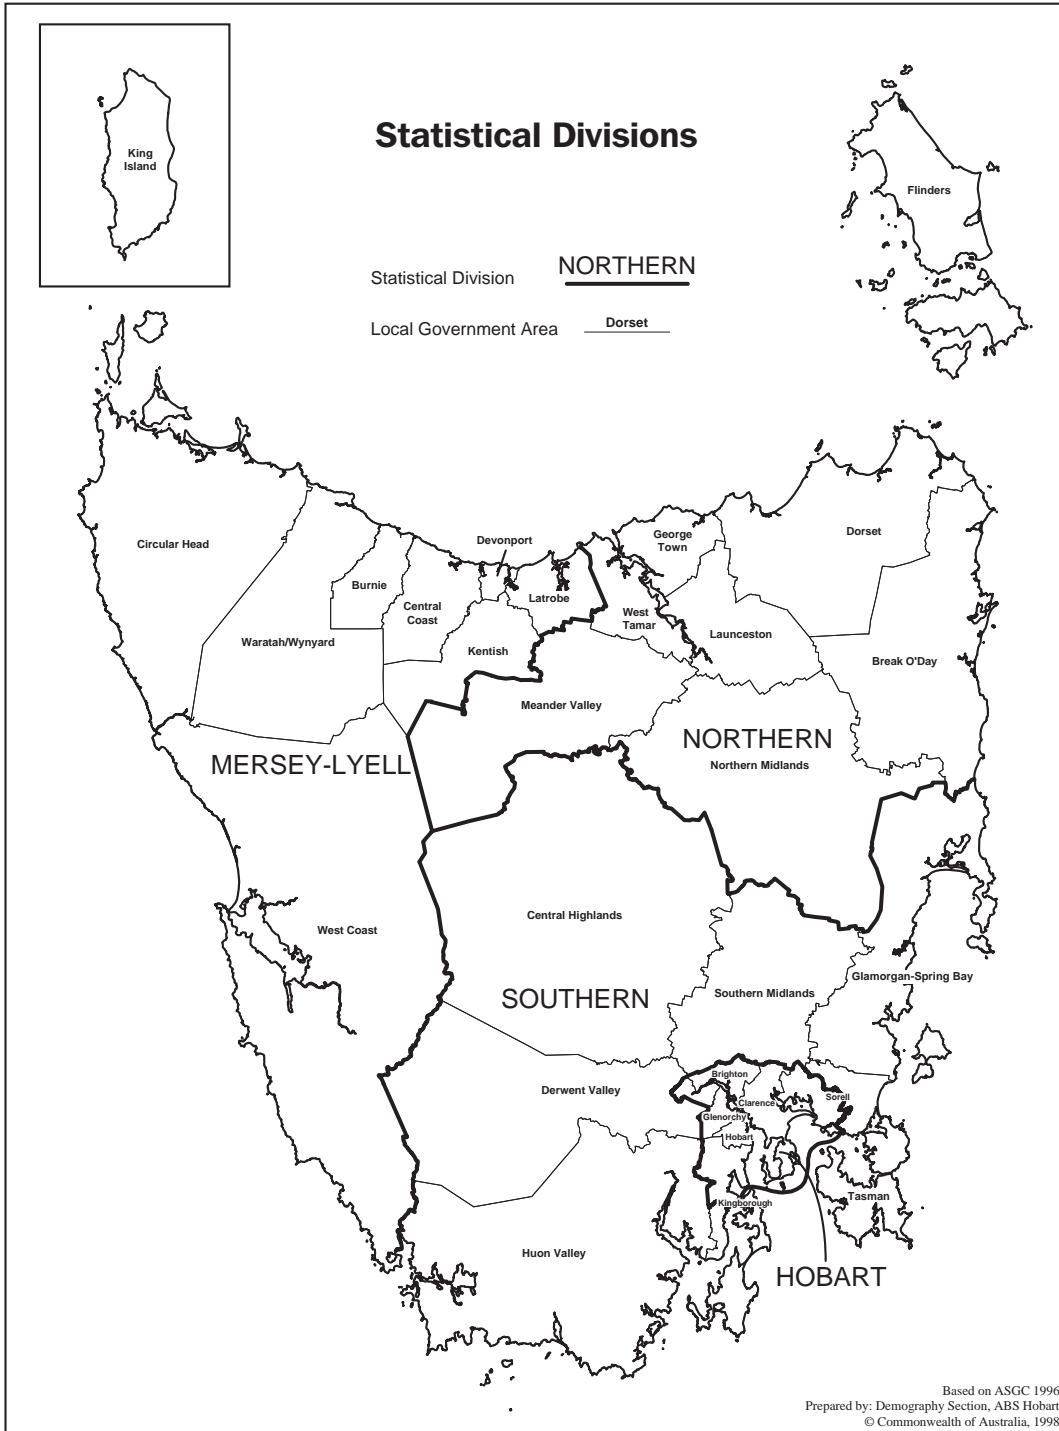 Statistical Divisions
King
Island
Flinders
Statistical Division
NORTHERN
Local Government Area
Dorset
Circular Head
Devonport
George
Town
Dorset
Burnie
Latrobe
Central
Coast
West
Tamar
Launceston
Waratah/Wynyard
Kentish
Break O'Day
Meander Valley
MERSEY-LYELL
NORTHERN
Northern Midlands
Central Highlands
West Coast
Glamorgan-Spring Bay
SOUTHERN
Southern Midlands
Derwent Valley
Brighton
Clarence
Sorell
Glenorchy
Hobart
Kingborough
Tasman
Huon Valley
HOBART
Based on ASGC 1996
Prepared by: Demography Section, ABS Hobart
© Commonwealth of Australia, 1998